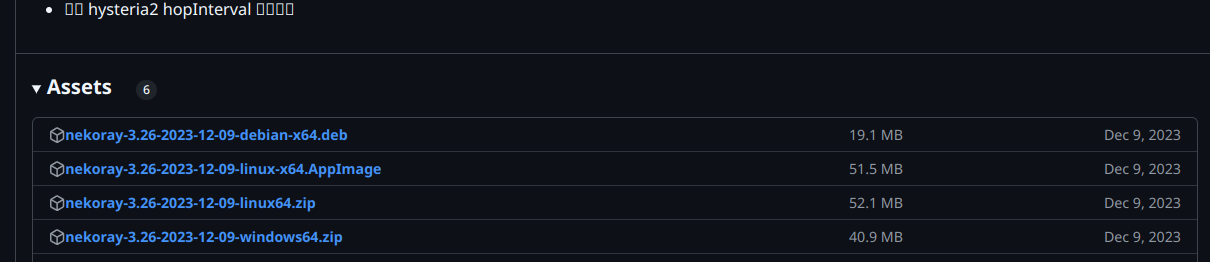 hysteria2 hopInterval
Assets 6
nekoray-3.26-2023-12-09-debian-x64.deb 19.1 MB Dec 9, 2023
nekoray-3.26-2023-12-09-linux-x64.AppImage 51.5 MB Dec 9, 2023
nekoray-3.26-2023-12-09-linux64.zip 52.1 MB Dec 9, 2023
nekoray-3.26-2023-12-09-windows64.zip 40.9 MB Dec 9, 2023